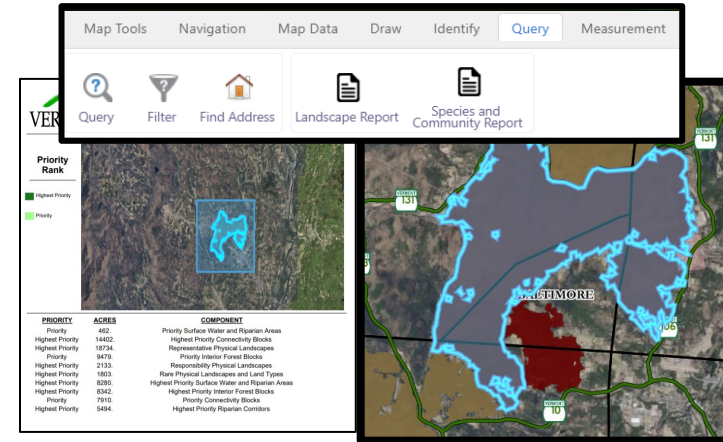 Map Tools Navigation Map Data Draw Identify Query Measurement
Query Filter Find Address Landscape Report Species and
Community Report
VER
Priority
Rank
Highest Priority
Priority
PRIORITY ACRES COMPONENT
Priority 462. Priority Surface Water and Riparian Areas
Highest Priority 14402. Highest Priority Connectivity Blocks
Highest Priority 18734. Representative Physical Landscapes
Priority 9479. Priority Interior Forest Blocks
Highest Priority 2133. Responsibility Physical Landscapes
Highest Priority 1803. Rare Physical Landscapes and Land Types
Highest Priority 8280. Highest Priority Surface Water and Riparian Areas
Highest Priority 8342. Highest Priority Interior Forest Blocks
Priority 7910. Priority Connectivity Blocks
Highest Priority 5494. Highest Priority Riparian Corridors
VERMONT
131
VERMONT
131
BALTIMORE
106
VERMONT
10